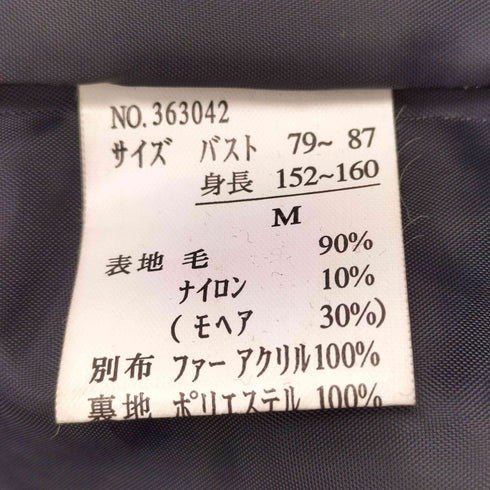 NO.363042
サイズ バスト 79~ 87
身長 152~160
M
表地 毛 90%
ナイロン 10%
(モヘア 30%)
別布 ファーアクリル100%
裏地 ポリエステル 100%